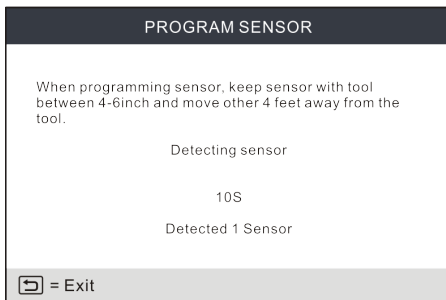 PROGRAM SENSOR
When programming sensor, keep sensor with tool
between 4-6inch and move other 4 feet away from the
tool.
Detecting sensor
10S
Detected 1 Sensor
= Exit